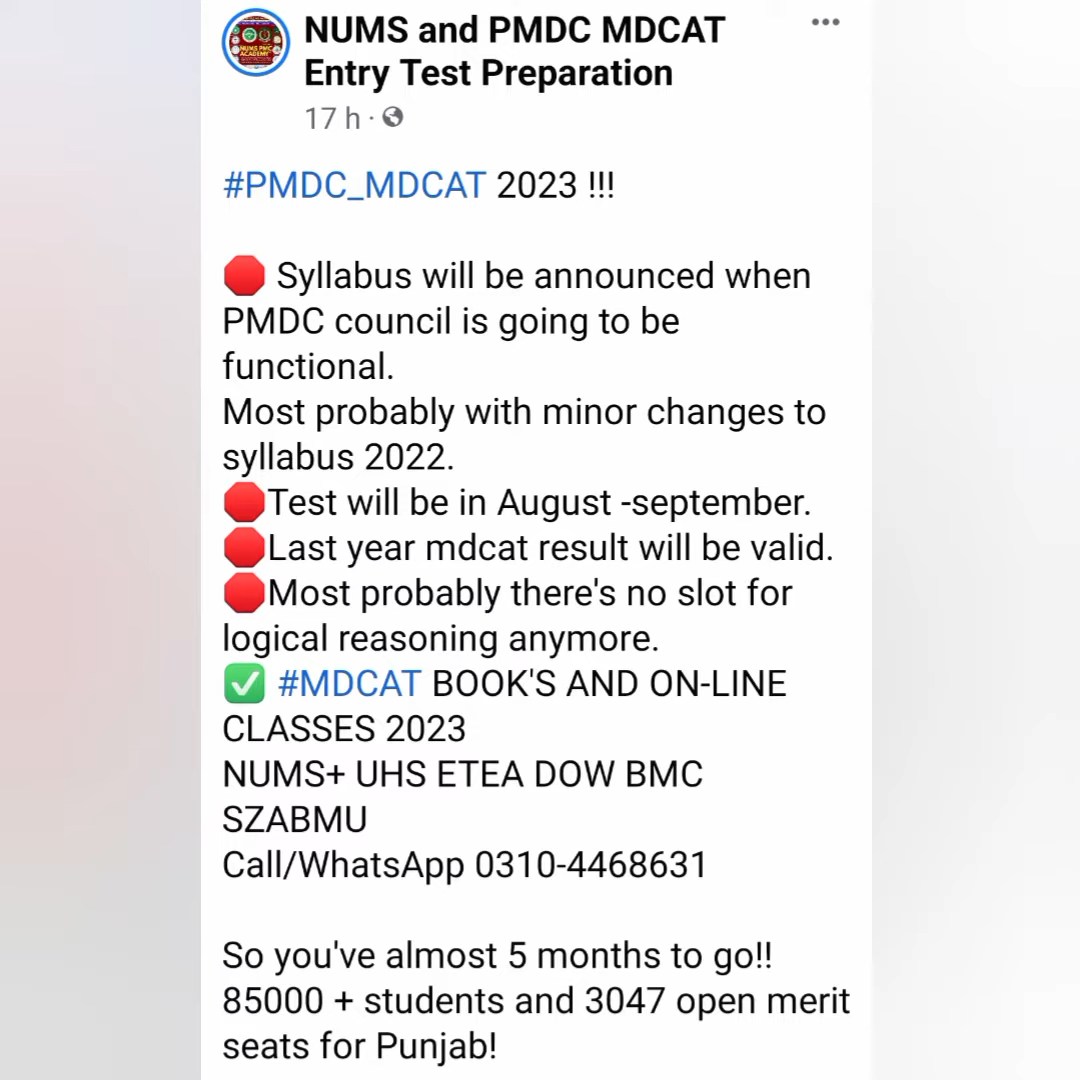 NUMS and PMDC MDCAT
Entry Test Preparation
17 h ·
#PMDC_MDCAT 2023 !!!
🛑 Syllabus will be announced when
PMDC council is going to be
functional.
Most probably with minor changes to
syllabus 2022.
🛑Test will be in August -september.
🛑Last year mdcat result will be valid.
🛑Most probably there's no slot for
logical reasoning anymore.
✅ #MDCAT BOOK'S AND ON-LINE
CLASSES 2023
NUMS+ UHS ETEA DOW BMC
SZABMU
Call/WhatsApp 0310-4468631
So you've almost 5 months to go!!
85000 + students and 3047 open merit
seats for Punjab!